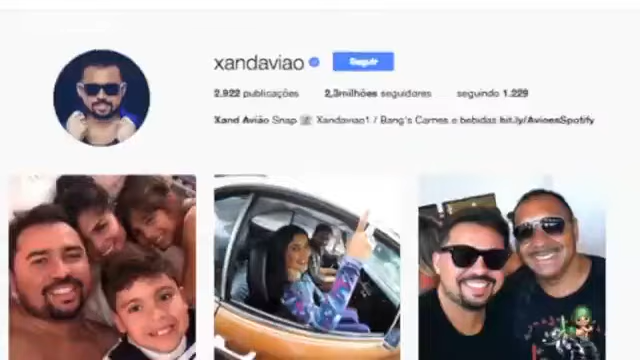 xandaviao Seguir
2.922 publicações 2,3milhões seguidores seguindo 1.229
Xand Avião Snap Xandaviao1 / Bang's Carnes e bebidas bit.ly/AvioesSpotify